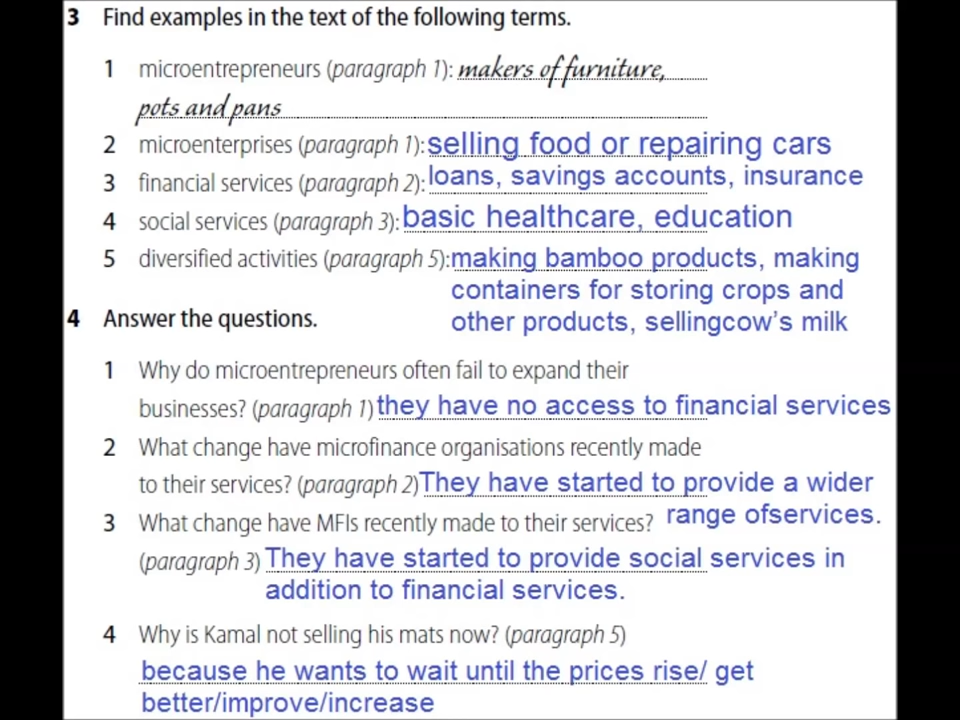 3 Find examples in the text of the following terms.
1 microentrepreneurs (paragraph 1): makers of furniture,
pots and pans
2 microenterprises (paragraph 1): selling food or repairing cars
3 financial services (paragraph 2): loans, savings accounts, insurance
4 social services (paragraph 3): basic healthcare, education
5 diversified activities (paragraph 5): making bamboo products, making
containers for storing crops and
other products, sellingcow's milk
4 Answer the questions.
1 Why do microentrepreneurs often fail to expand their
businesses? (paragraph 1) they have no access to financial services
2 What change have microfinance organisations recently made
to their services? (paragraph 2) They have started to provide a wider
range ofservices.
3 What change have MFIs recently made to their services?
(paragraph 3) They have started to provide social services in
addition to financial services.
4 Why is Kamal not selling his mats now? (paragraph 5)
because he wants to wait until the prices rise/ get
better/improve/increase